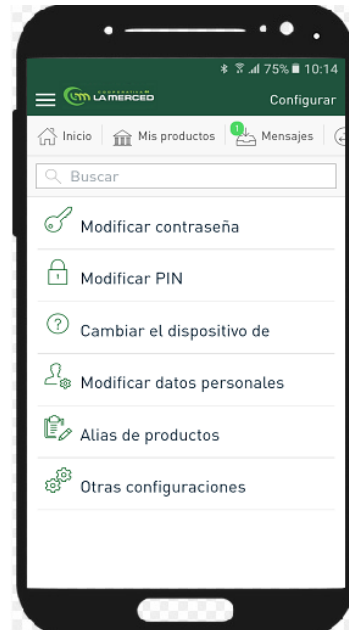 75% 10:14
COOPERATIVA
LA MERCED
Configurar
Inicio
Mis productos
1
Mensajes
Buscar
Modificar contraseña
Modificar PIN
Cambiar el dispositivo de
Modificar datos personales
Alias de productos
Otras configuraciones